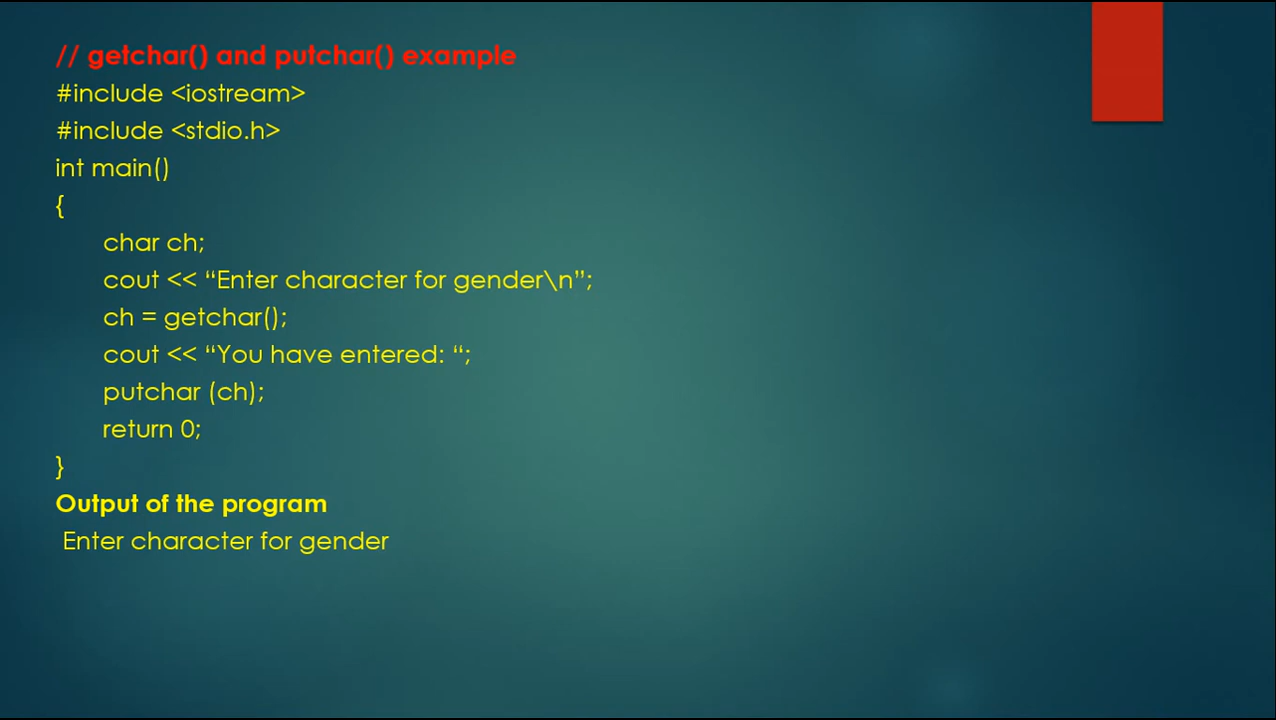 // getchar() and putchar() example
#include <iostream>
#include <stdio.h>
int main()
{
char ch;
cout << “Enter character for gender\n”;
ch = getchar();
cout << “You have entered: “;
putchar (ch);
return 0;
}
Output of the program
Enter character for gender